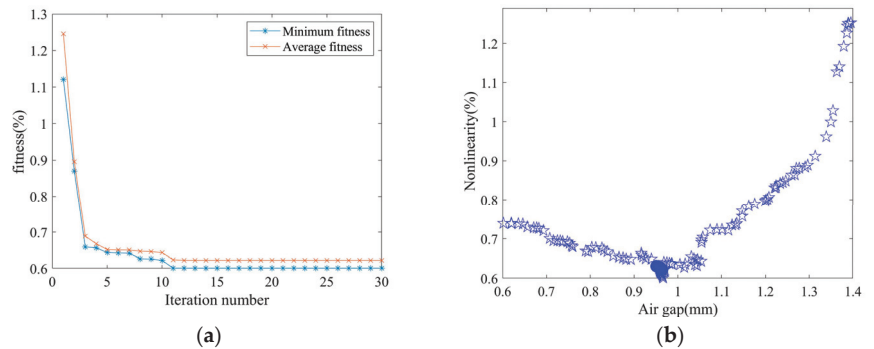 1.3
1.2
1.1
1
0.9
0.8
0.7
0.6
fitness(%)
0 5 10 15 20 25 30
Iteration number
Minimum fitness
Average fitness
(a)
1.2
1.1
1
0.9
0.8
0.7
0.6
Nonlinearity(%)
0.6 0.7 0.8 0.9 1 1.1 1.2 1.3 1.4
Air gap(mm)
(b)